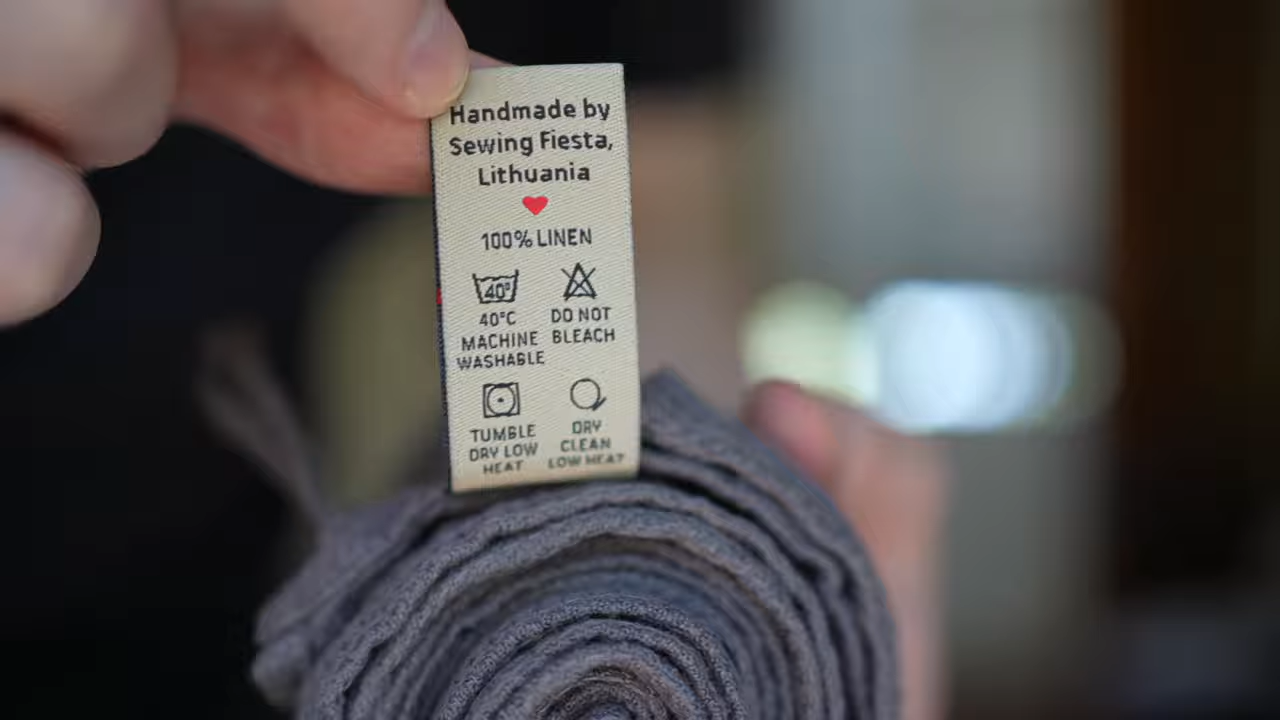 Handmade by
Sewing Fiesta,
Lithuania
100% LINEN
40°
40°C
MACHINE
WASHABLE
DO NOT
BLEACH
TUMBLE
DRY LOW
HEAT
DRY
CLEAN
LOW HEAT